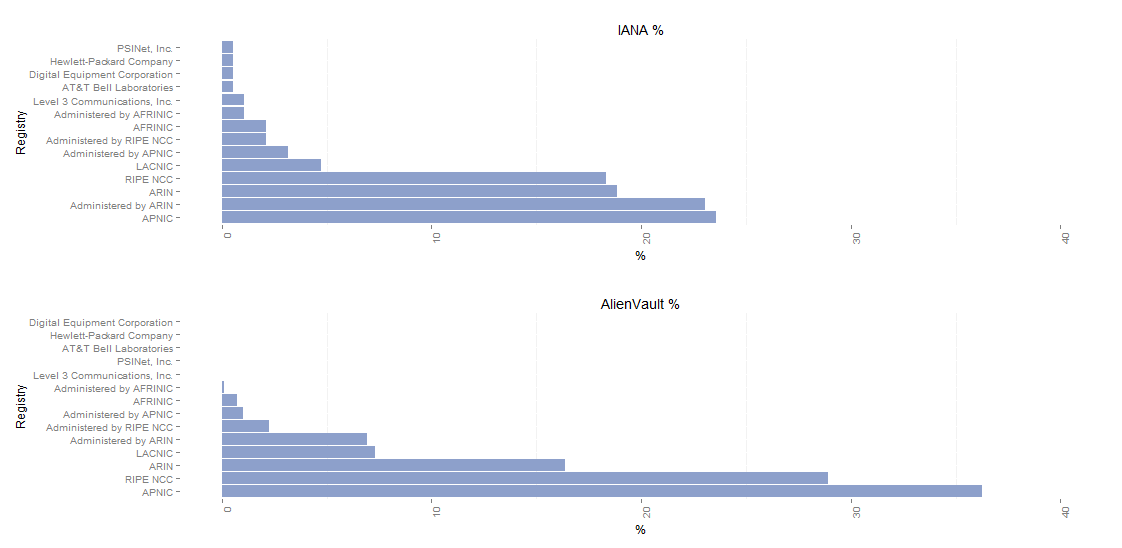 IANA %
Registry
PSINet, Inc.
Hewlett-Packard Company
Digital Equipment Corporation
AT&T Bell Laboratories
Level 3 Communications, Inc.
Administered by AFRINIC
AFRINIC
Administered by RIPE NCC
Administered by APNIC
LACNIC
RIPE NCC
ARIN
Administered by ARIN
APNIC
0
10
20
30
40
%
AlienVault %
Registry
Digital Equipment Corporation
Hewlett-Packard Company
AT&T Bell Laboratories
PSINet, Inc.
Level 3 Communications, Inc.
Administered by AFRINIC
AFRINIC
Administered by APNIC
Administered by RIPE NCC
Administered by ARIN
LACNIC
ARIN
RIPE NCC
APNIC
0
10
20
30
40
%